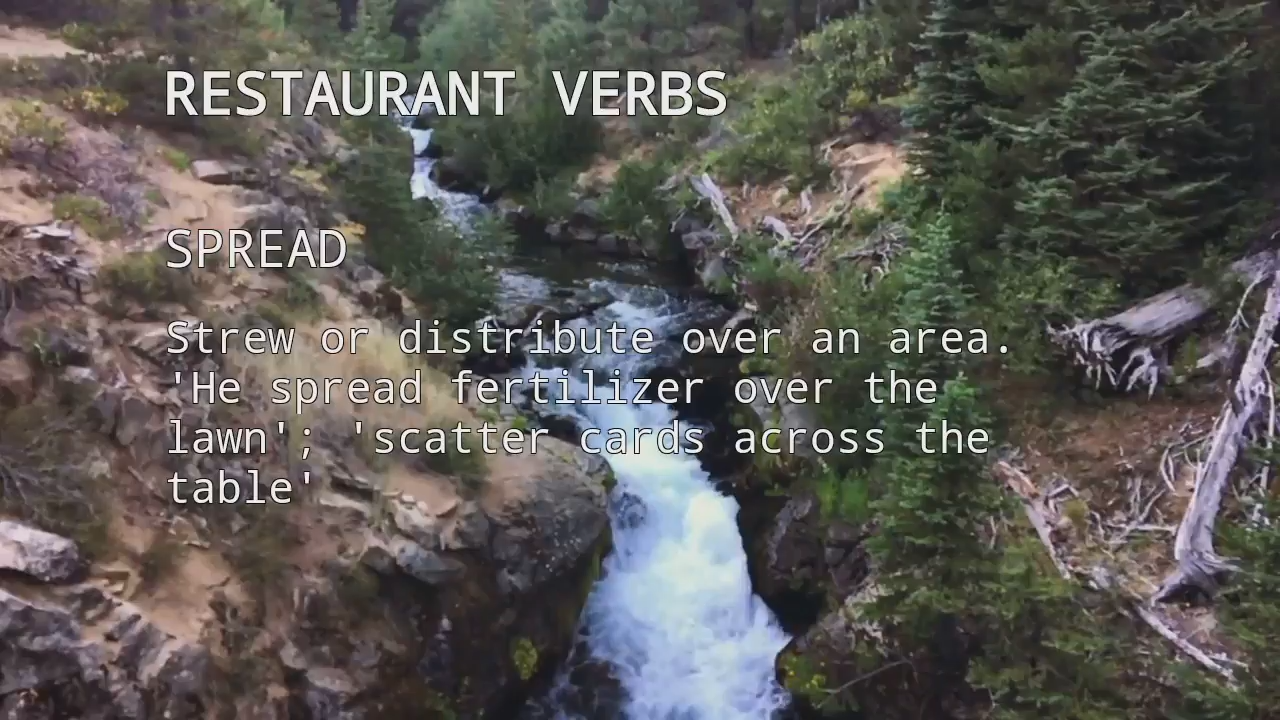 RESTAURANT VERBS
SPREAD
Strew or distribute over an area.
'He spread fertilizer over the
lawn'; 'scatter cards across the
table'